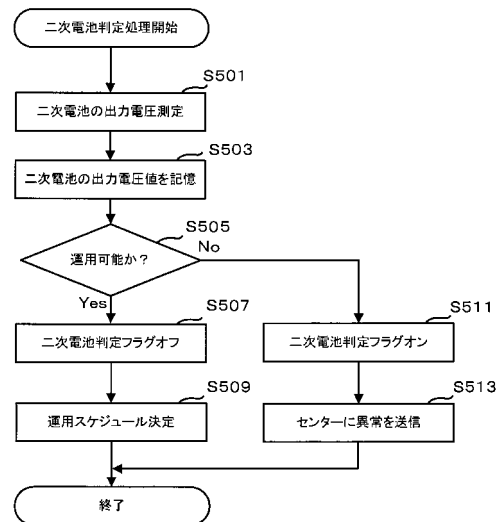 二次電池判定処理開始
S501
二次電池の出力電圧測定
S503
二次電池の出力電圧値を記憶
S505
運用可能か？
No
Yes
S507
二次電池判定フラグオフ
S511
二次電池判定フラグオン
S509
運用スケジュール決定
S513
センターに異常を送信
終了